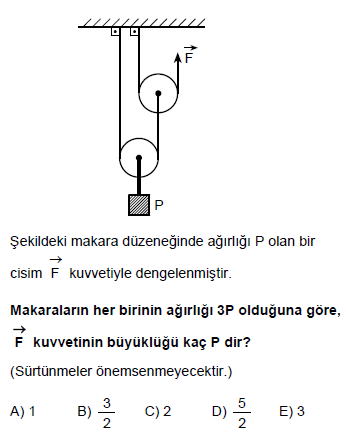 F
P
Şekildeki makara düzeneğinde ağırlığı P olan bir
cisim F kuvvetiyle dengelenmiştir.
Makaraların her birinin ağırlığı 3P olduğuna göre,
F kuvvetinin büyüklüğü kaç P dir?
(Sürtünmeler önemsenmeyecektir.)
A) 1 B) 3/2 C) 2 D) 5/2 E) 3